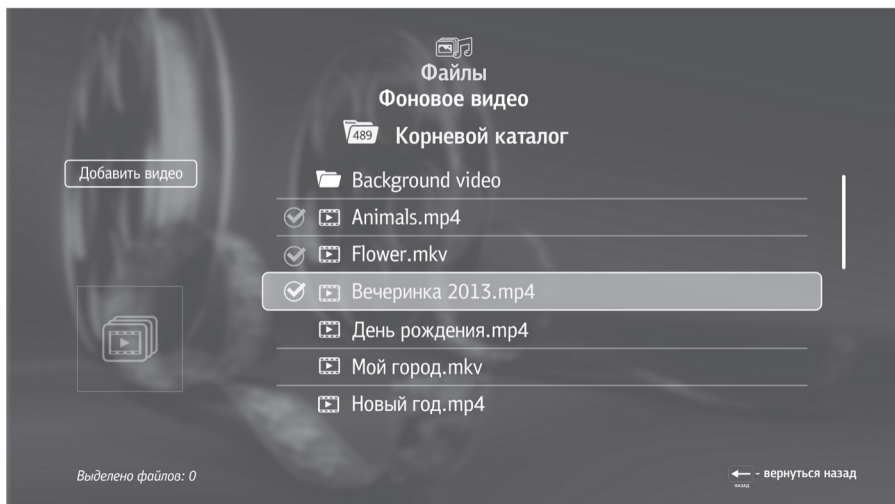 Файлы
Фоновое видео
489 Корневой каталог
Добавить видео
Background video
Animals.mp4
Flower.mkv
Вечеринка 2013.mp4
День рождения.mp4
Мой город.mkv
Новый год.mp4
Выделено файлов: 0
НАЗАД - вернуться назад